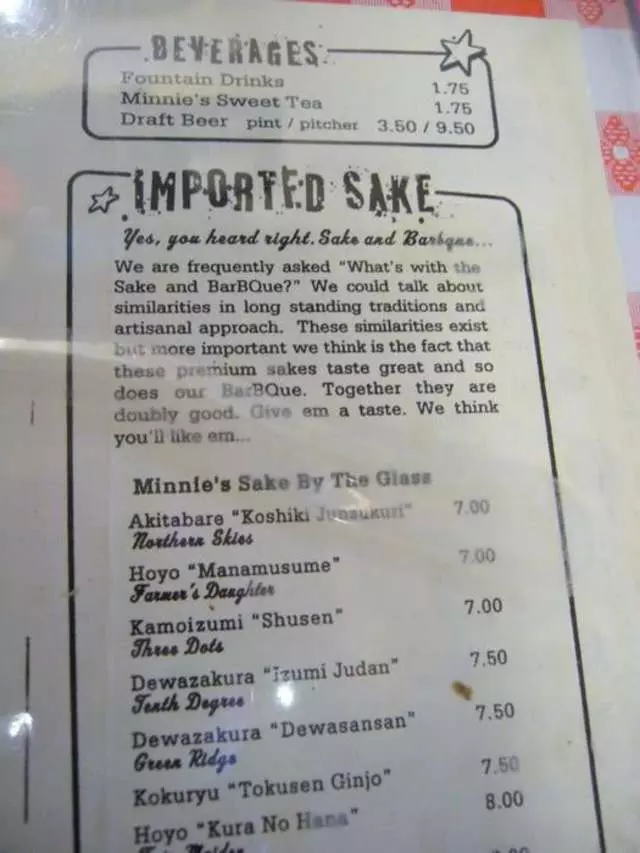 BEVERAGES
Fountain Drinks 1.75
Minnie's Sweet Tea 1.75
Draft Beer pint / pitcher 3.50 / 9.50
IMPORTED SAKE
Yes, you heard right. Sake and Barbque...
We are frequently asked "What's with the
Sake and BarBQue?" We could talk about
similarities in long standing traditions and
artisanal approach. These similarities exist
but more important we think is the fact that
these premium sakes taste great and so
does our BarBQue. Together they are
doubly good. Give em a taste. We think
you'll like em...
Minnie's Sake By The Glass
Akitabare "Koshiki Junzukuri" 7.00
Northern Skies
Hoyo "Manamusume" 7.00
Farmer's Daughter
Kamoizumi "Shusen" 7.00
Three Dots
Dewazakura "Izumi Judan" 7.50
Tenth Degree
Dewazakura "Dewasansan" 7.50
Green Ridge
Kokuryu "Tokusen Ginjo" 7.50
Hoyo "Kura No Hana" 8.00